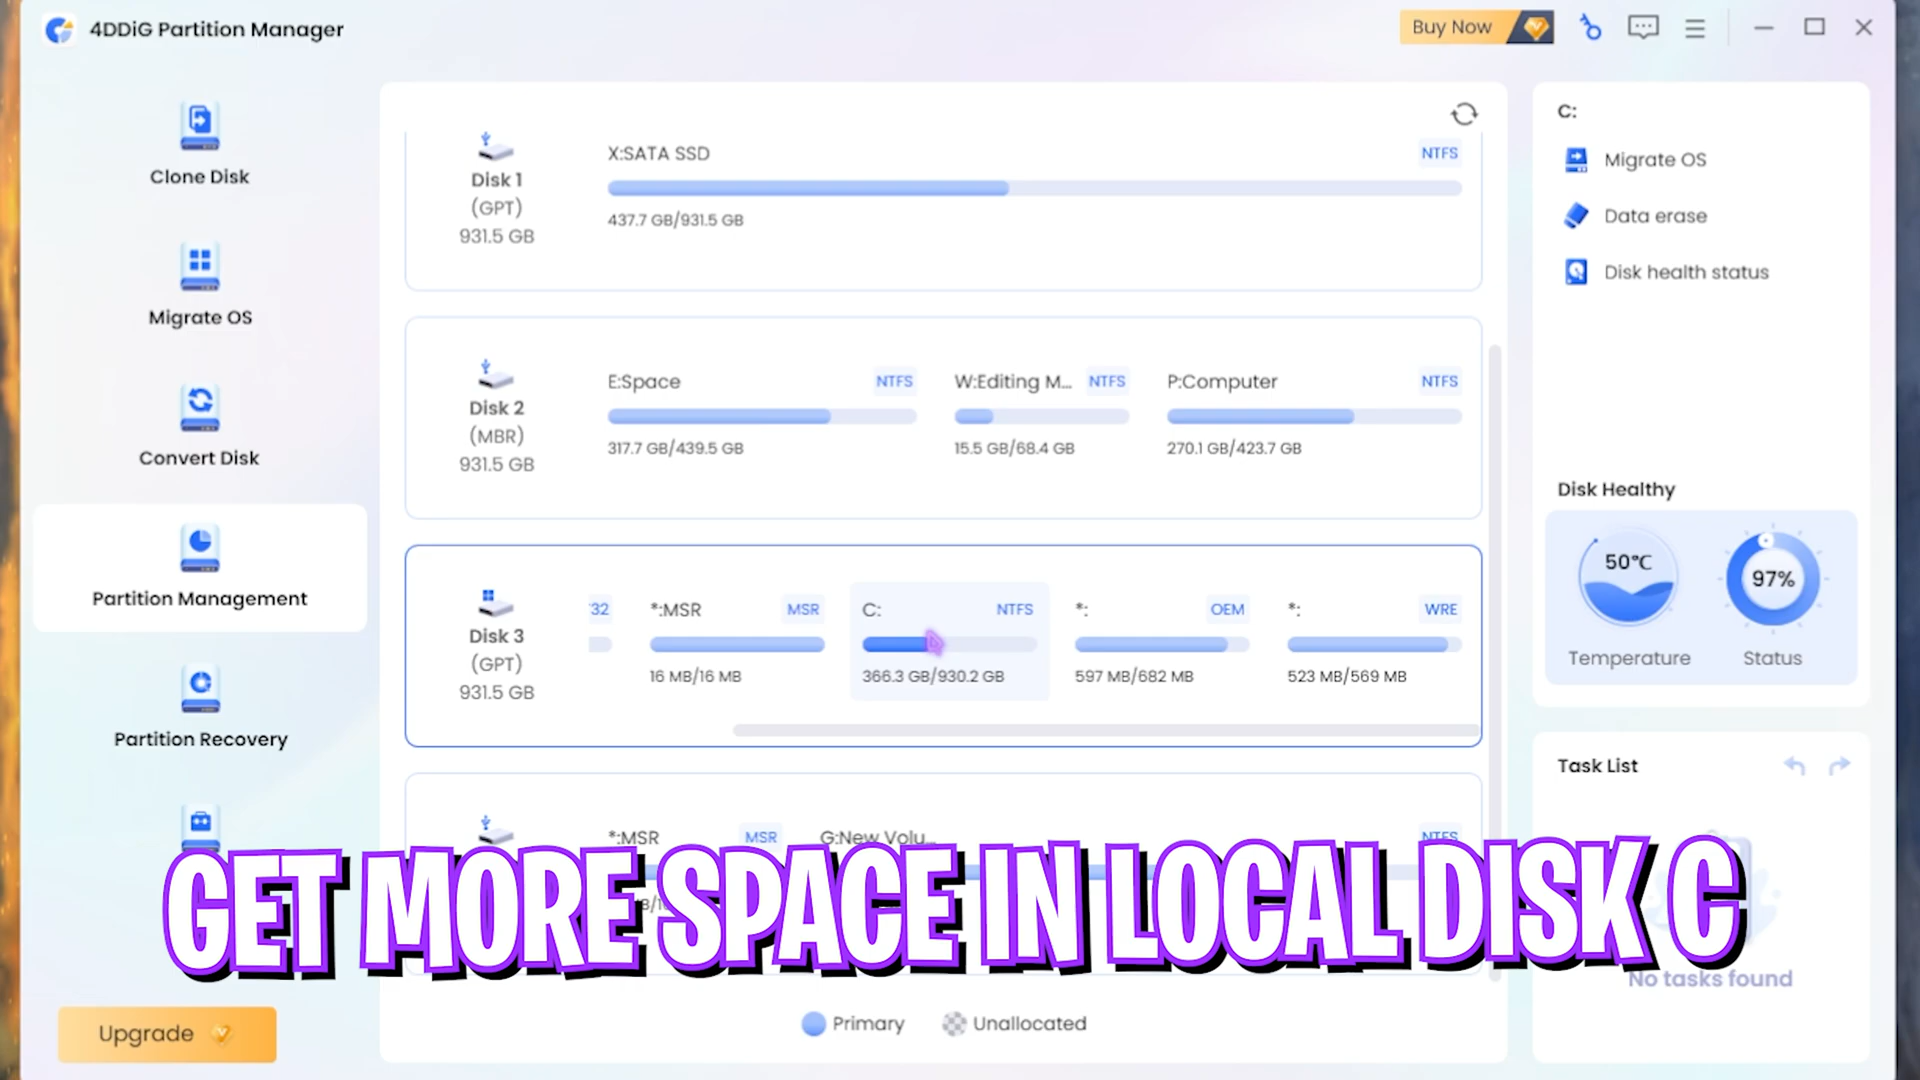 4DDiG Partition Manager
Buy Now
Clone Disk
Migrate OS
Convert Disk
Partition Management
Partition Recovery
Upgrade
Disk 1
(GPT)
931.5 GB
X:SATA SSD
NTFS
437.7 GB/931.5 GB
Disk 2
(MBR)
931.5 GB
E:Space
NTFS
317.7 GB/439.5 GB
W:Editing M...
NTFS
15.5 GB/68.4 GB
P:Computer
NTFS
270.1 GB/423.7 GB
Disk 3
(GPT)
931.5 GB
32
*:MSR
MSR
16 MB/16 MB
C:
NTFS
366.3 GB/930.2 GB
*:
OEM
597 MB/682 MB
*:
WRE
523 MB/569 MB
*:MSR
MSR
G:New Volu...
NTFS
GET MORE SPACE IN LOCAL DISK C
Primary
Unallocated
C:
Migrate OS
Data erase
Disk health status
Disk Healthy
50°C
Temperature
97%
Status
Task List
No tasks found